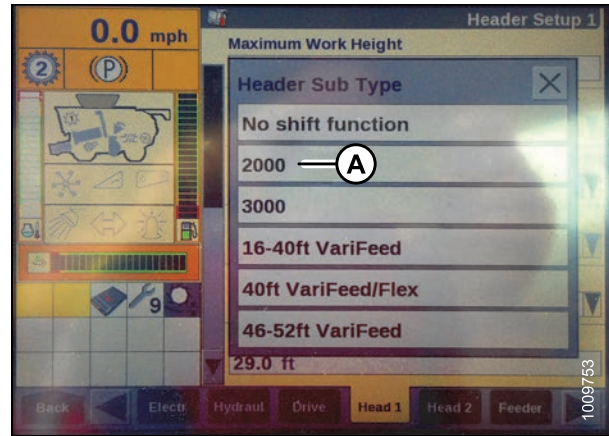 0.0 mph
Header Setup 1
Maximum Work Height
2
P
Header Sub Type
No shift function
2000
A
3000
16-40ft VariFeed
40ft VariFeed/Flex
46-52ft VariFeed
9
29.0 ft
Back
Electr
Hydraul
Drive
Head 1
Head 2
Feeder
1009753